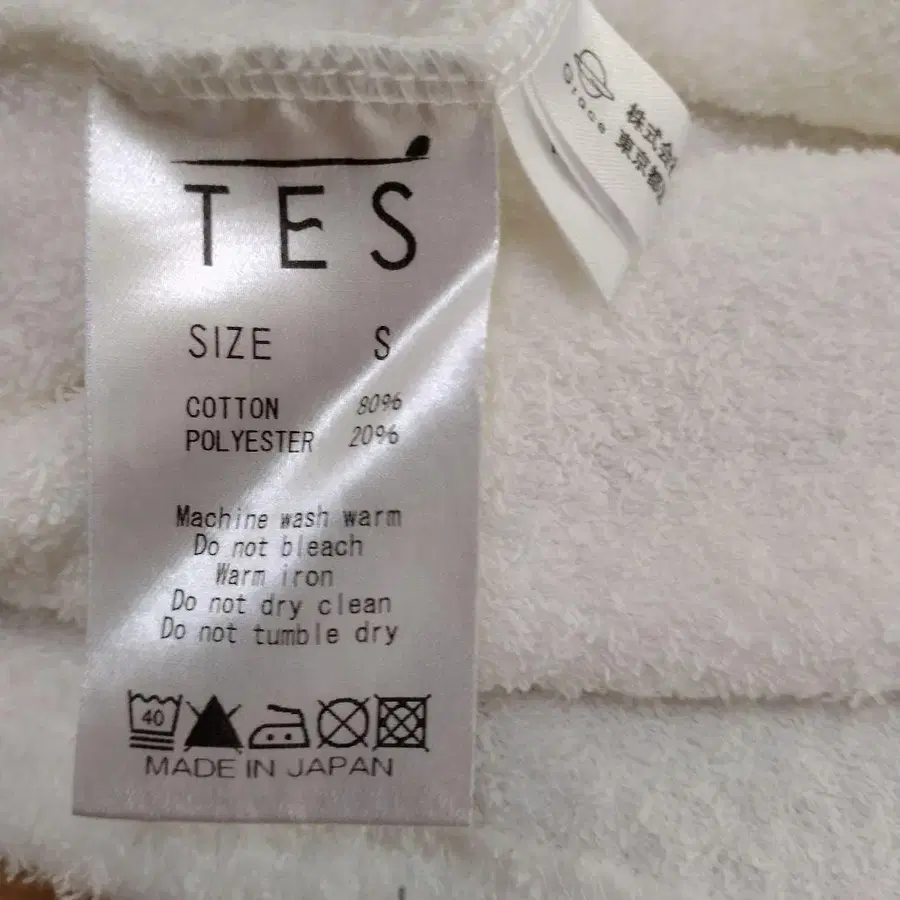 TES
SIZE S
COTTON 80%
POLYESTER 20%
Machine wash warm
Do not bleach
Warm iron
Do not dry clean
Do not tumble dry
40
MADE IN JAPAN
Grace
株式会
東京都